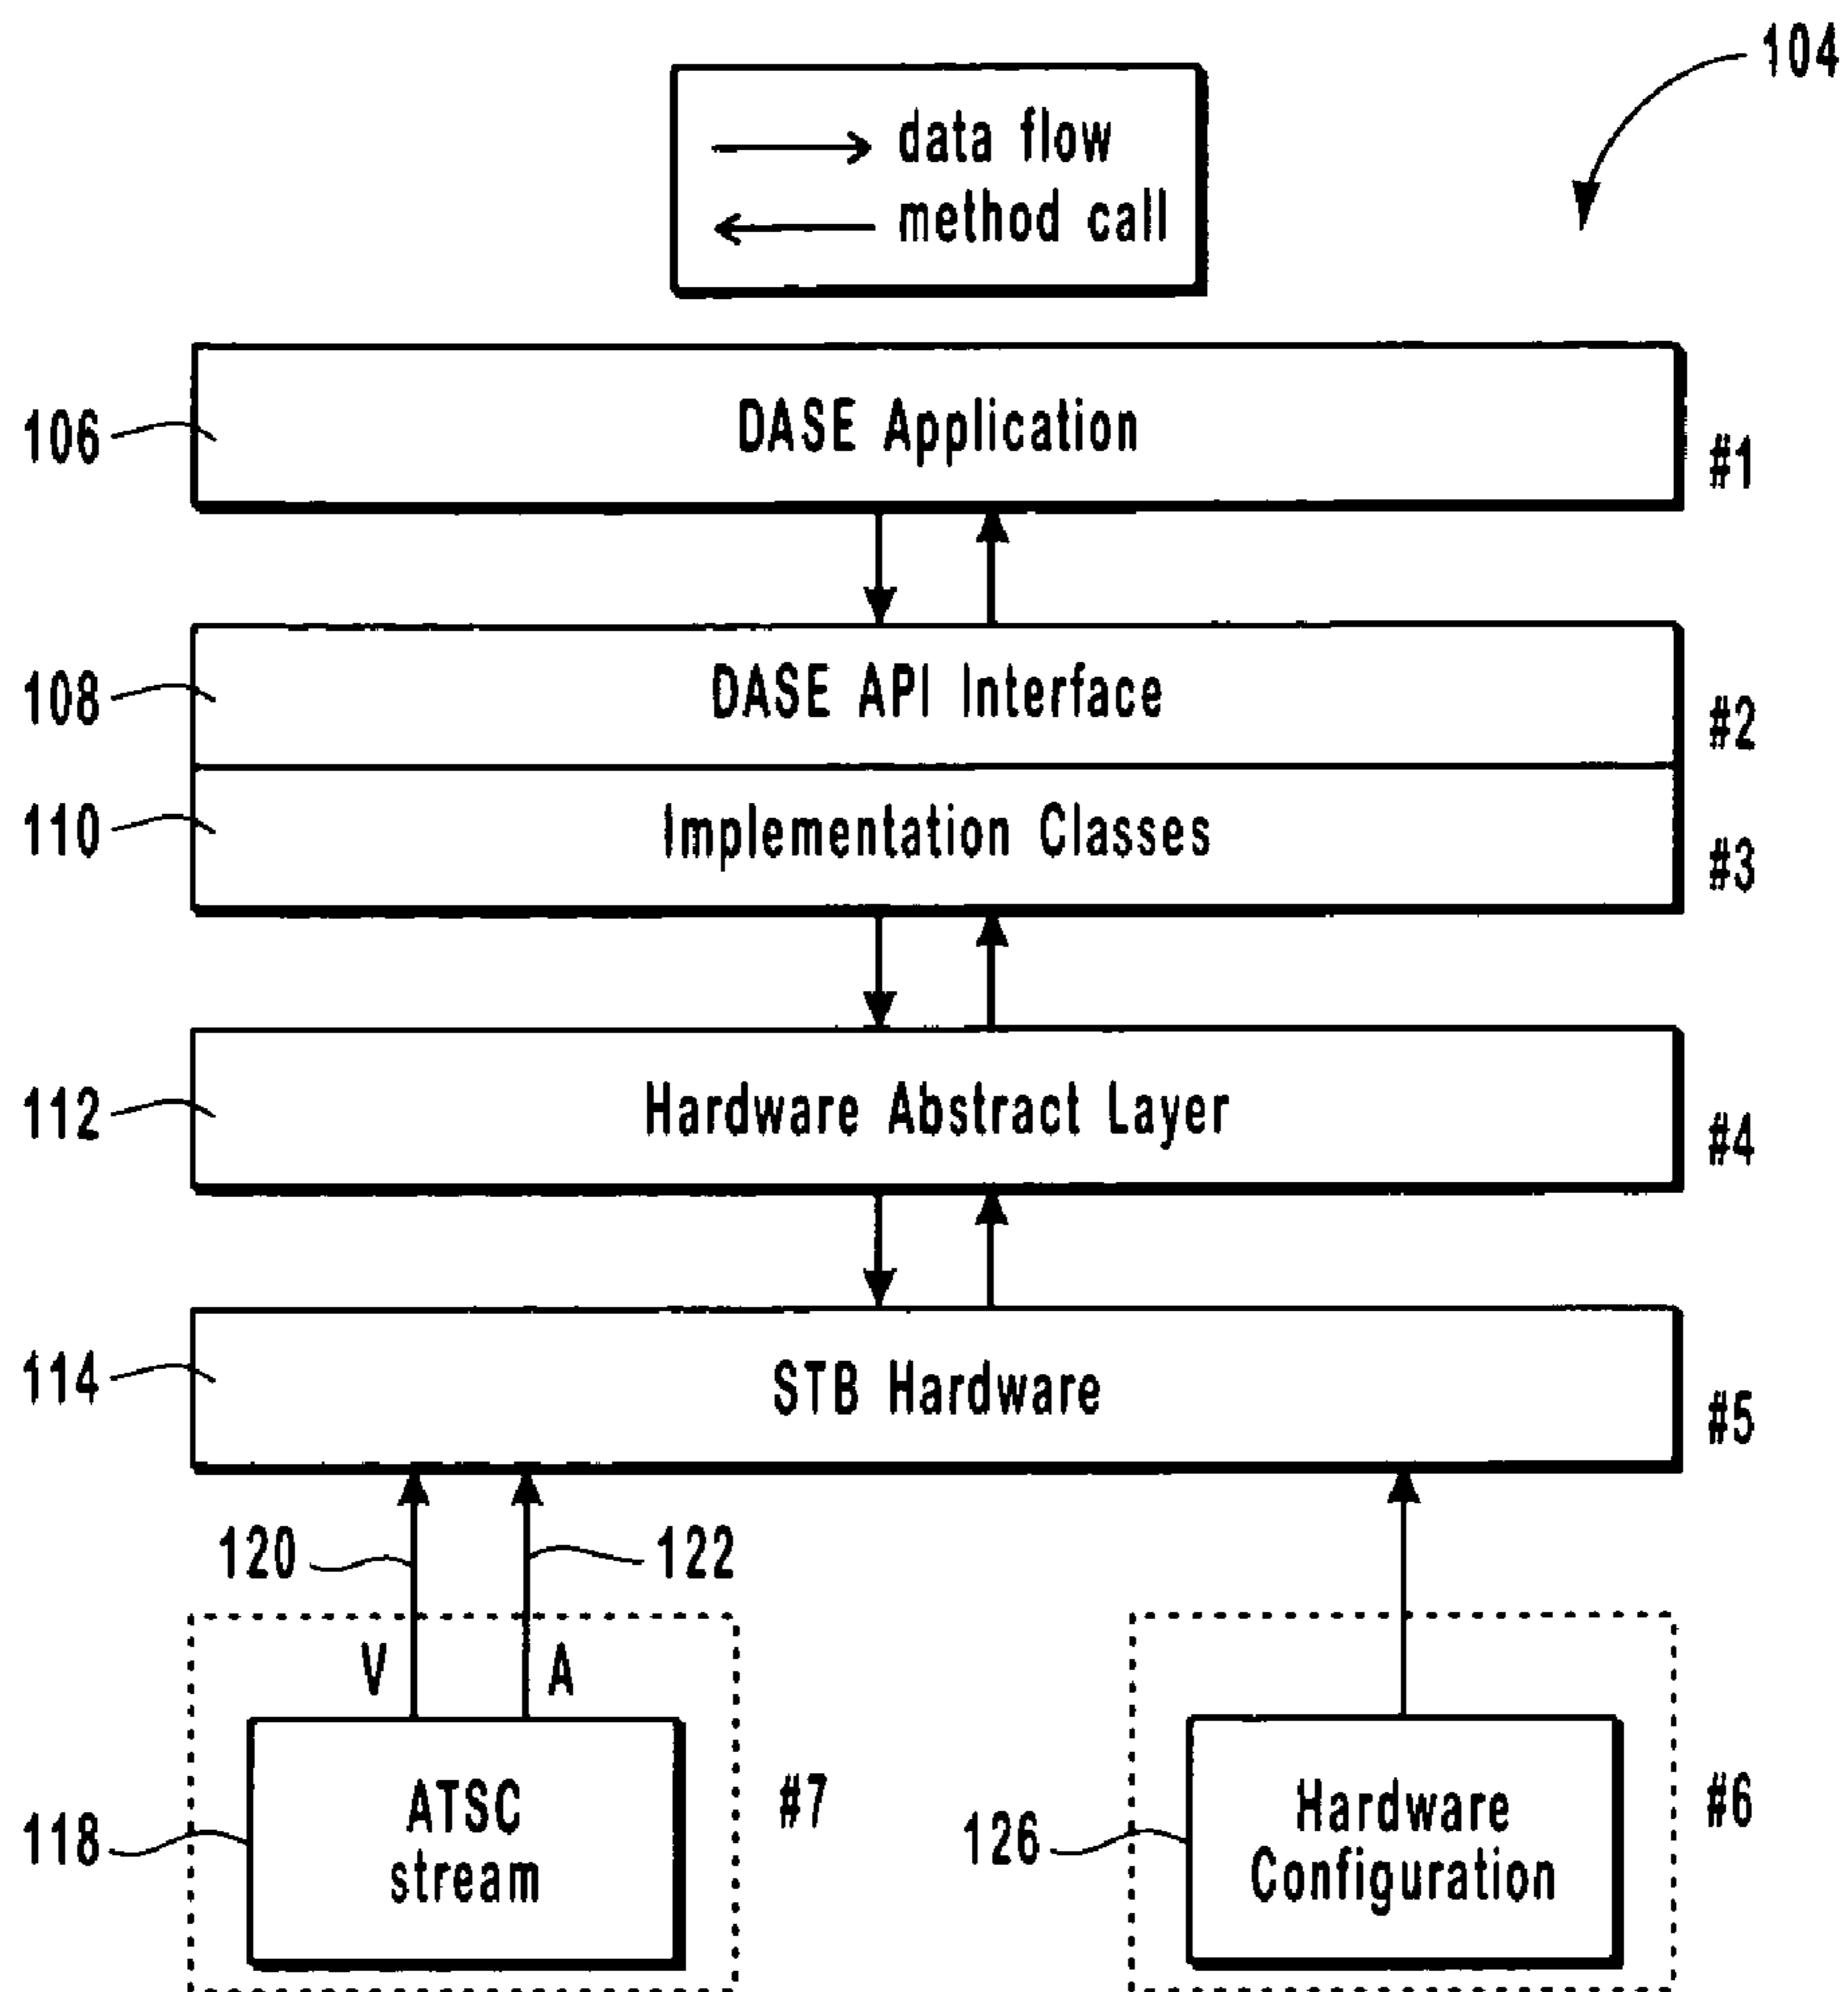 104
data flow
method call
DASE Application
106
#1
DASE API Interface
108
#2
Implementation Classes
110
#3
Hardware Abstract Layer
112
#4
STB Hardware
114
#5
120
122
V
A
ATSC
stream
118
#7
Hardware
Configuration
126
#6